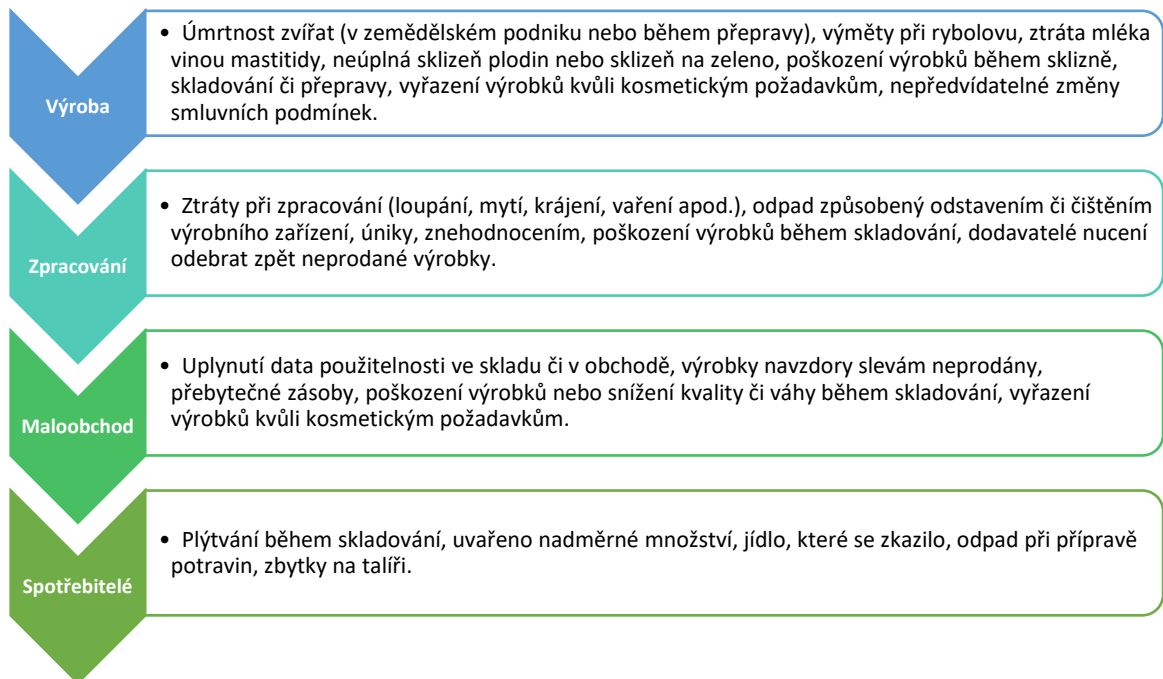 Výroba
• Úmrtnost zvířat (v zemědělském podniku nebo během přepravy), výměty při rybolovu, ztráta mléka
vinou mastitidy, neúplná sklizeň plodin nebo sklizeň na zeleno, poškození výrobků během sklizně,
skladování či přepravy, vyřazení výrobků kvůli kosmetickým požadavkům, nepředvídatelné změny
smluvních podmínek.
Zpracování
• Ztráty při zpracování (loupání, mytí, krájení, vaření apod.), odpad způsobený odstavením či čištěním
výrobního zařízení, úniky, znehodnocením, poškození výrobků během skladování, dodavatelé nucení
odebrat zpět neprodané výrobky.
Maloobchod
• Uplynutí data použitelnosti ve skladu či v obchodě, výrobky navzdory slevám neprodány,
přebytečné zásoby, poškození výrobků nebo snížení kvality či váhy během skladování, vyřazení
výrobků kvůli kosmetickým požadavkům.
Spotřebitelé
• Plýtvání během skladování, uvařeno nadměrné množství, jídlo, které se zkazilo, odpad při přípravě
potravin, zbytky na talíři.